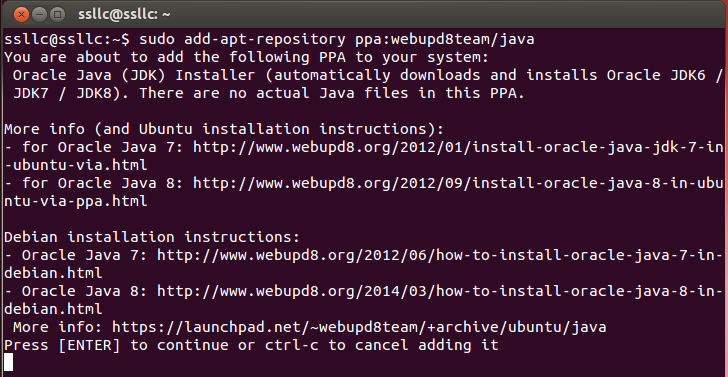 ssllc@ssllc: ~
ssllc@ssllc:~$ sudo add-apt-repository ppa:webupd8team/java
You are about to add the following PPA to your system:
 Oracle Java (JDK) Installer (automatically downloads and installs Oracle JDK6 /
 JDK7 / JDK8). There are no actual Java files in this PPA.

More info (and Ubuntu installation instructions):
- for Oracle Java 7: http://www.webupd8.org/2012/01/install-oracle-java-jdk-7-in
-ubuntu-via.html
- for Oracle Java 8: http://www.webupd8.org/2012/09/install-oracle-java-8-in-ubu
ntu-via-ppa.html

Debian installation instructions:
- Oracle Java 7: http://www.webupd8.org/2012/06/how-to-install-oracle-java-7-in-
debian.html
- Oracle Java 8: http://www.webupd8.org/2014/03/how-to-install-oracle-java-8-in-
debian.html
 More info: https://launchpad.net/~webupd8team/+archive/ubuntu/java
Press [ENTER] to continue or ctrl-c to cancel adding it